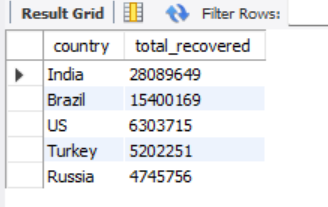 Result Grid Filter Rows:
country total_recovered
India 28089649
Brazil 15400169
US 6303715
Turkey 5202251
Russia 4745756